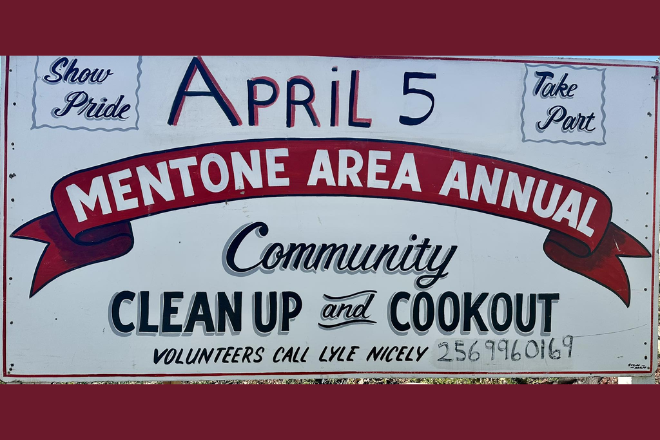 Show
Pride
APRiL 5
Take
Part
MENTONE AREA ANNUAL
Community
CLEAN UP and COOKOUT
VOLUNTEERS CALL LYLE NICELY 2569960169